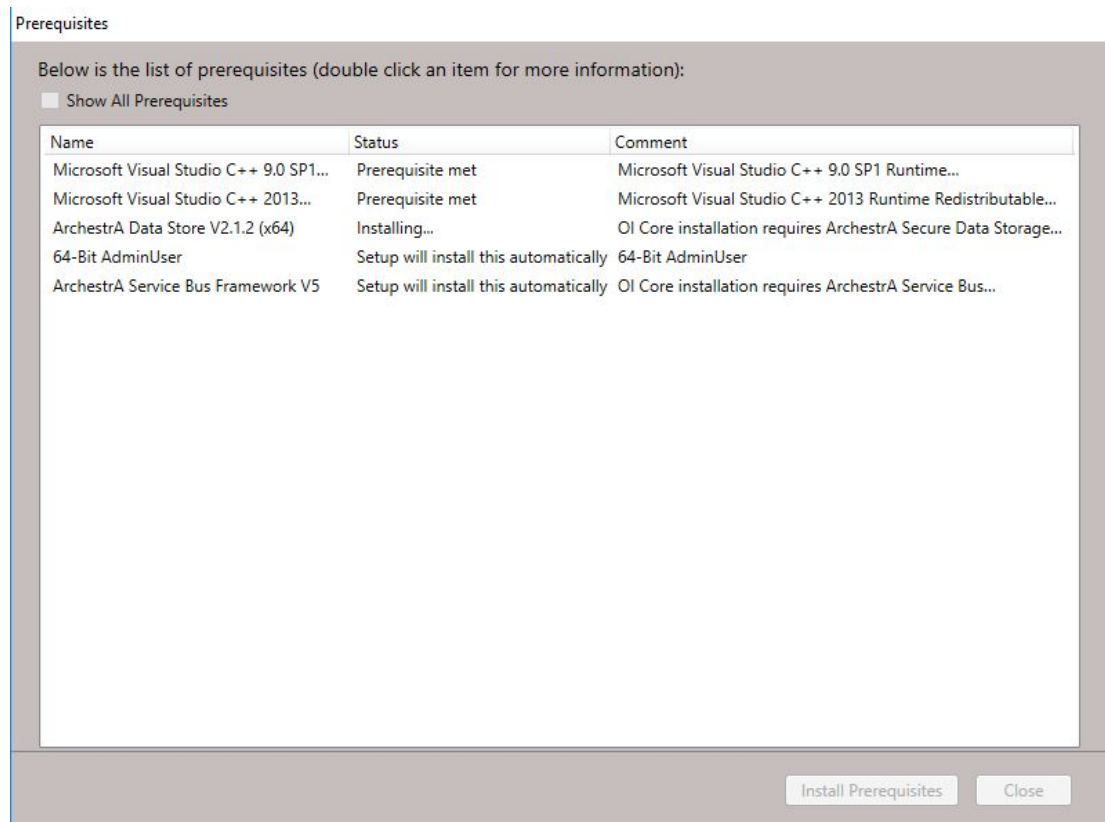 Prerequisites
Below is the list of prerequisites (double click an item for more information):
Show All Prerequisites
Name Status Comment
Microsoft Visual Studio C++ 9.0 SP1... Prerequisite met Microsoft Visual Studio C++ 9.0 SP1 Runtime...
Microsoft Visual Studio C++ 2013... Prerequisite met Microsoft Visual Studio C++ 2013 Runtime Redistributable...
ArchestrA Data Store V2.1.2 (x64) Installing... OI Core installation requires ArchestrA Secure Data Storage...
64-Bit AdminUser Setup will install this automatically 64-Bit AdminUser
ArchestrA Service Bus Framework V5 Setup will install this automatically OI Core installation requires ArchestrA Service Bus...
Install Prerequisites Close